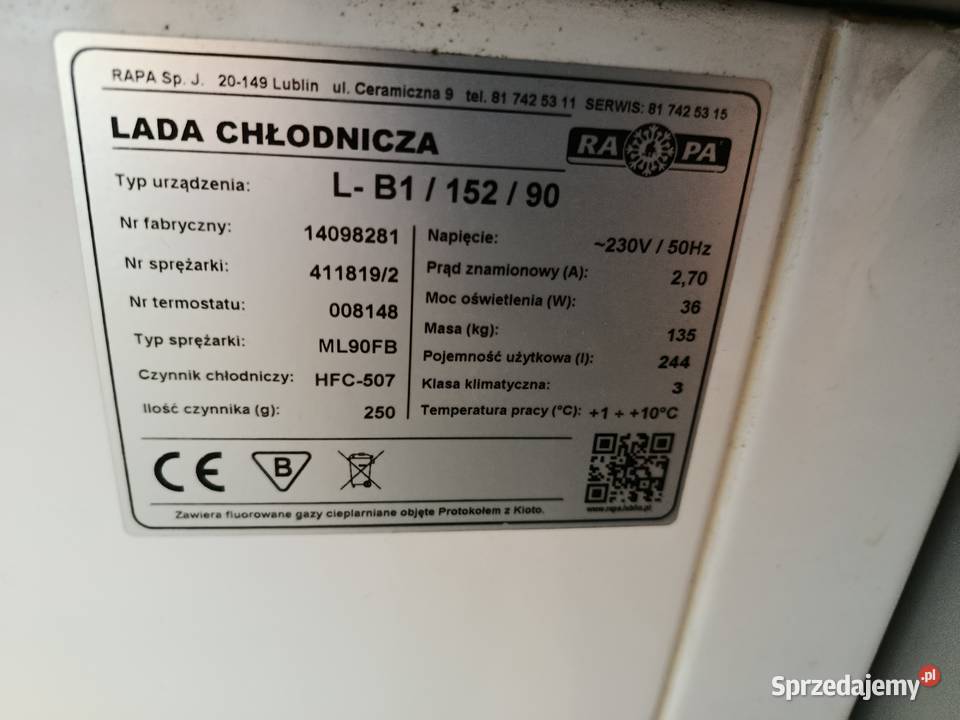 RAPA Sp. J. 20-149 Lublin ul. Ceramiczna 9 tel. 81 742 53 11 SERWIS: 81 742 53 15
LADA CHŁODNICZA
RA PA
Typ urządzenia: L- B1 / 152 / 90
Nr fabryczny: 14098281
Nr sprężarki: 411819/2
Nr termostatu: 008148
Typ sprężarki: ML90FB
Czynnik chłodniczy: HFC-507
Ilość czynnika (g): 250
Napięcie: ~230V / 50Hz
Prąd znamionowy (A): 2,70
Moc oświetlenia (W): 36
Masa (kg): 135
Pojemność użytkowa (l): 244
Klasa klimatyczna: 3
Temperatura pracy (°C): +1 ÷ +10°C
CE B
www.rapa.lublin.pl
Zawiera fluorowane gazy cieplarniane objęte Protokołem z Kioto.
Sprzedajemy.pl